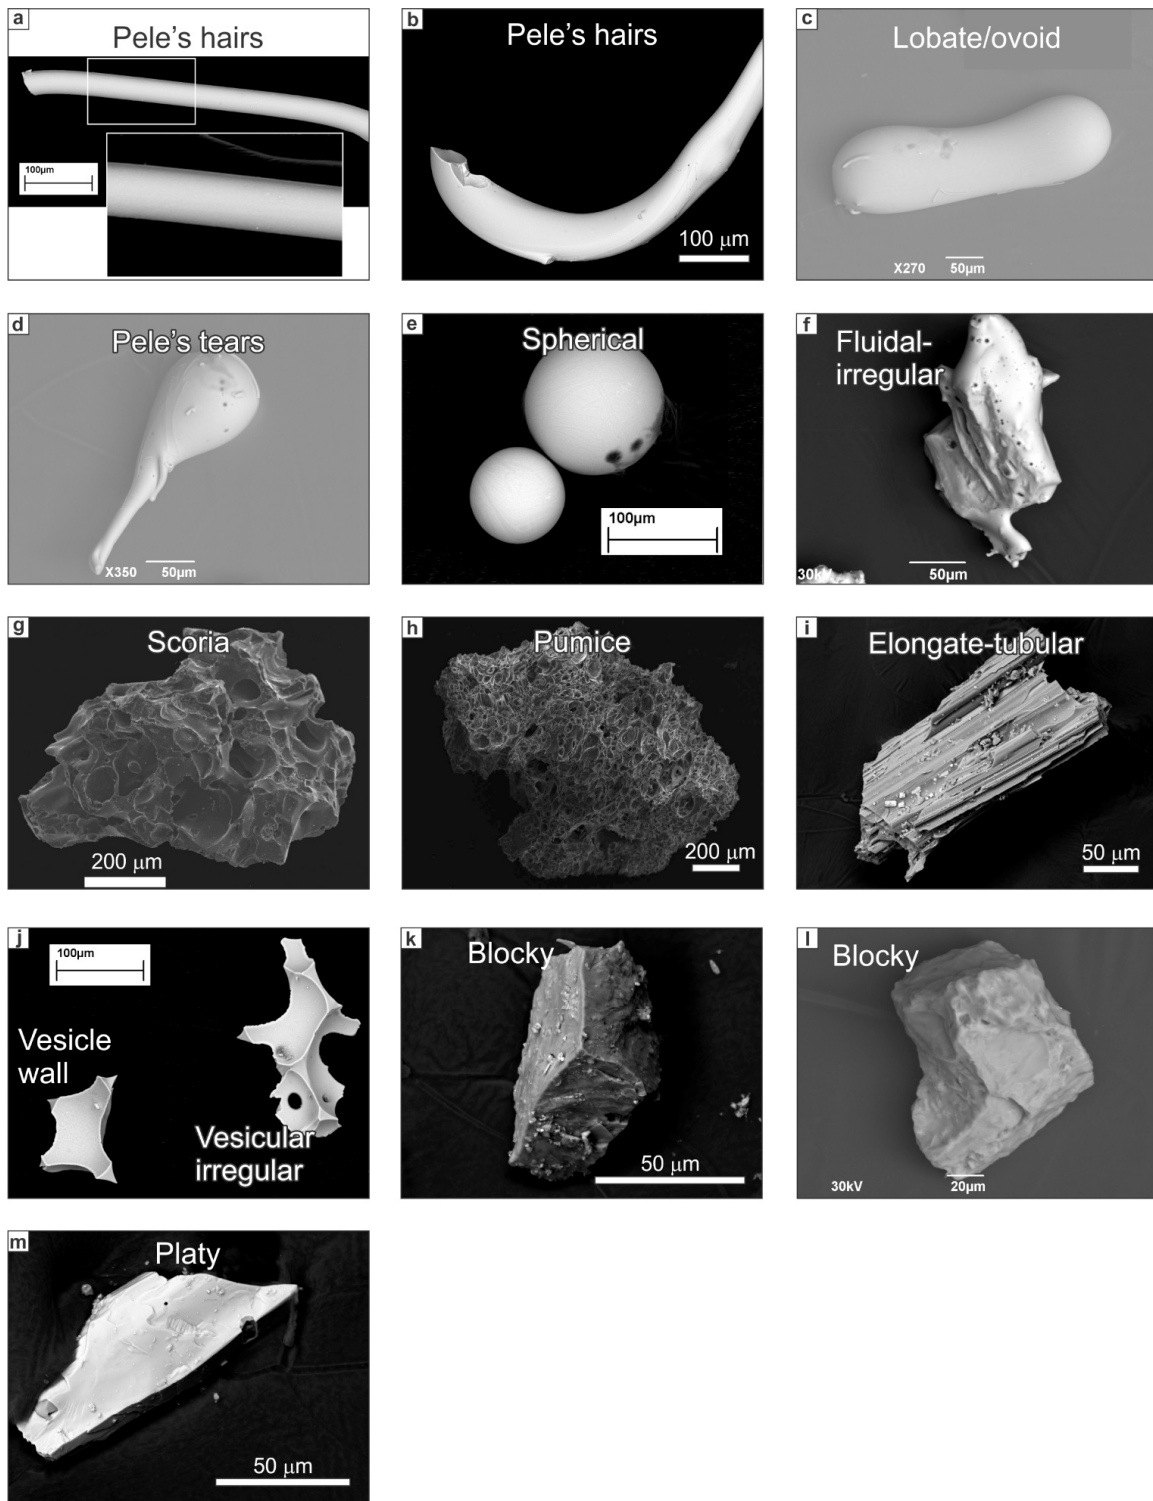 a
Pele's hairs
100µm
b
Pele's hairs
100 µm
c
Lobate/ovoid
X270 50µm
d
Pele's tears
X350 50µm
e
Spherical
100µm
f
Fluidal-
irregular
30kV 50µm
g
Scoria
200 µm
h
Pumice
200 µm
i
Elongate-tubular
50 µm
j
100µm
Vesicle
wall
Vesicular
irregular
k
Blocky
50 µm
l
Blocky
30kV 20µm
m
Platy
50 µm